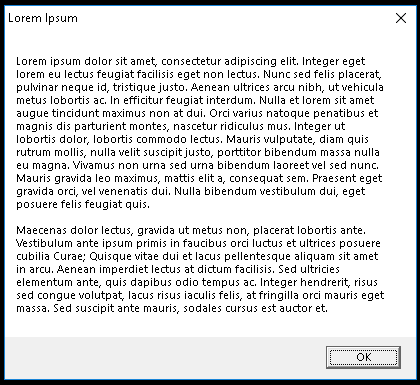 Lorem Ipsum
Lorem ipsum dolor sit amet, consectetur adipiscing elit. Integer eget
lorem eu lectus feugiat facilisis eget non lectus. Nunc sed felis placerat,
pulvinar neque id, tristique justo. Aenean ultrices arcu nibh, ut vehicula
metus lobortis ac. In efficitur feugiat interdum. Nulla et lorem sit amet
augue tincidunt maximus non at dui. Orci varius natoque penatibus et
magnis dis parturient montes, nascetur ridiculus mus. Integer ut
lobortis dolor, lobortis commodo lectus. Mauris vulputate, diam quis
rutrum mollis, nulla velit suscipit justo, porttitor bibendum massa nulla
eu magna. Vivamus non urna sed urna bibendum laoreet vel sed nunc.
Mauris gravida leo maximus, mattis elit a, consequat sem. Praesent eget
gravida orci, vel venenatis dui. Nulla bibendum vestibulum dui, eget
posuere felis feugiat quis.
Maecenas dolor lectus, gravida ut metus non, placerat lobortis ante.
Vestibulum ante ipsum primis in faucibus orci luctus et ultrices posuere
cubilia Curae; Quisque vitae dui et lacus pellentesque aliquam sit amet
in arcu. Aenean imperdiet lectus at dictum facilisis. Sed ultricies
elementum ante, quis dapibus odio tempus ac. Integer hendrerit, risus
sed congue volutpat, lacus risus iaculis felis, at fringilla orci mauris eget
massa. Sed suscipit ante mauris, sodales cursus est auctor et.
OK